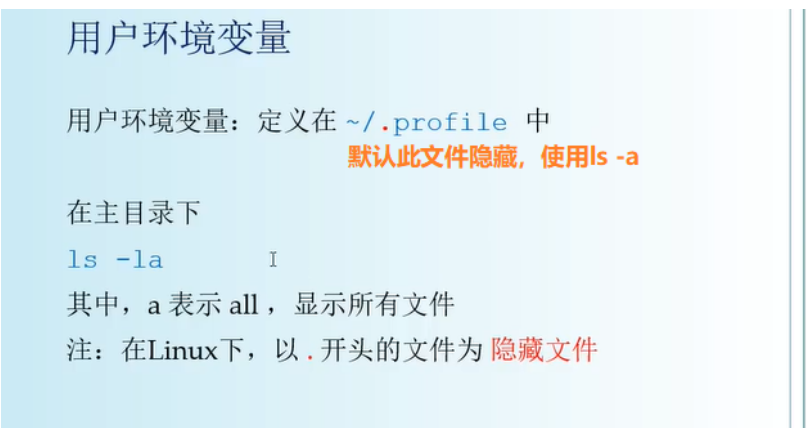 用户环境变量
用户环境变量：定义在 ~/.profile 中
默认此文件隐藏，使用ls -a
在主目录下
ls -la
其中，a 表示 all ，显示所有文件
注：在Linux下，以 . 开头的文件为 隐藏文件